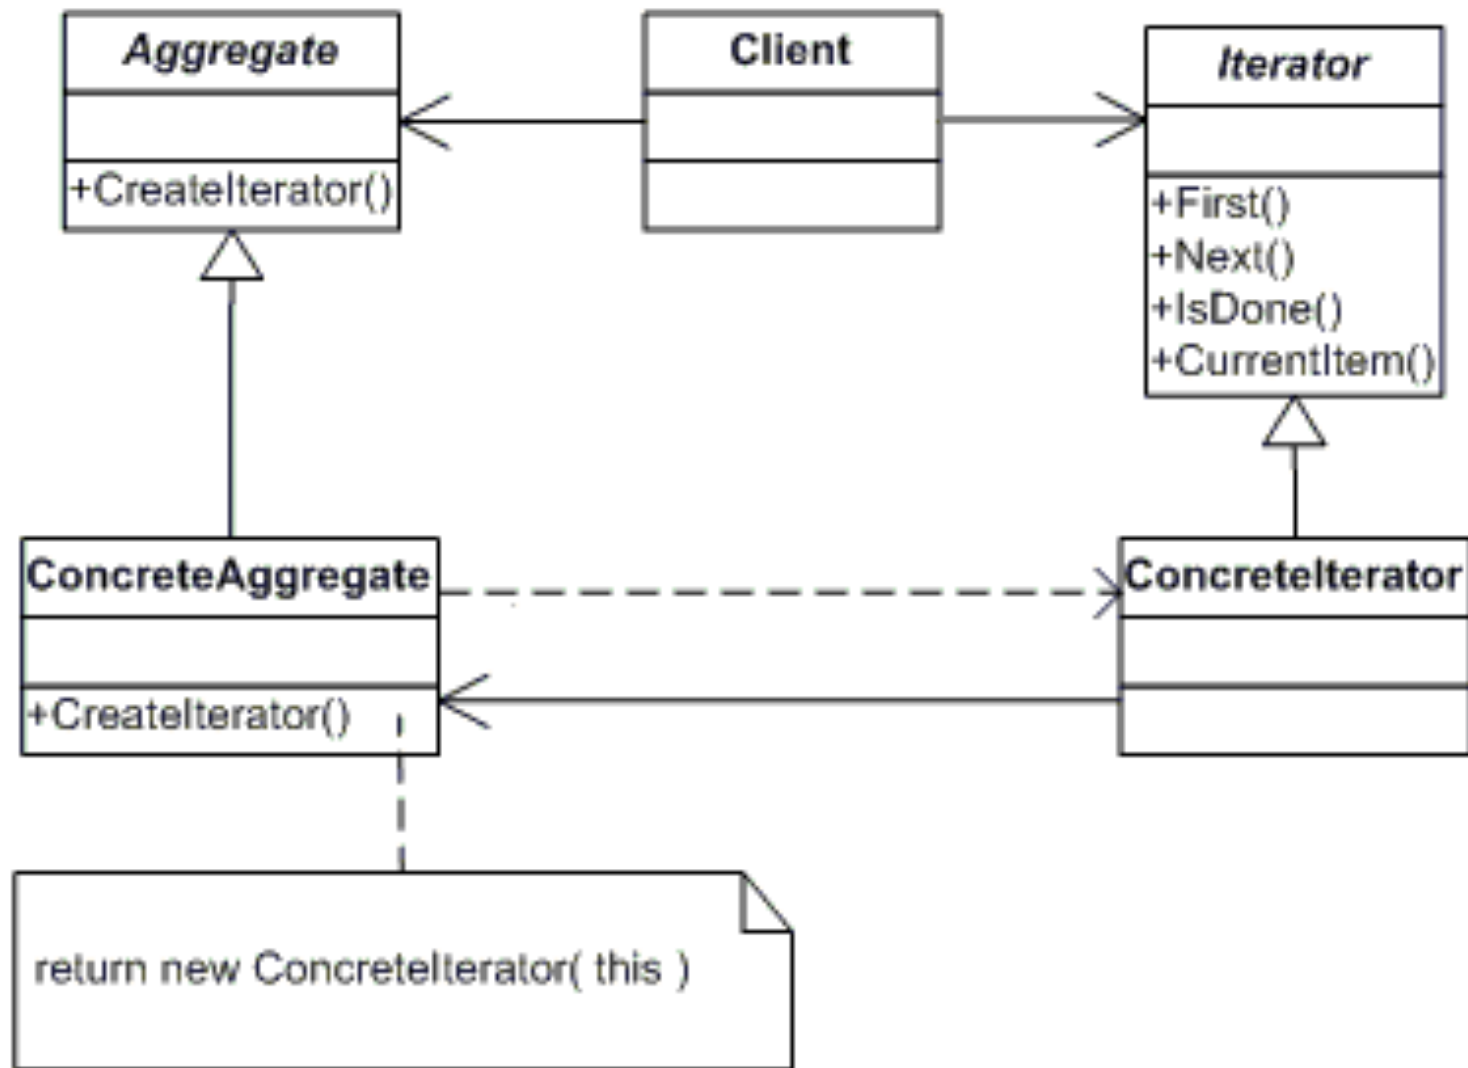 Aggregate
+CreateIterator()
Client
Iterator
+First()
+Next()
+IsDone()
+CurrentItem()
ConcreteAggregate
+CreateIterator()
ConcreteIterator
return new ConcreteIterator( this )